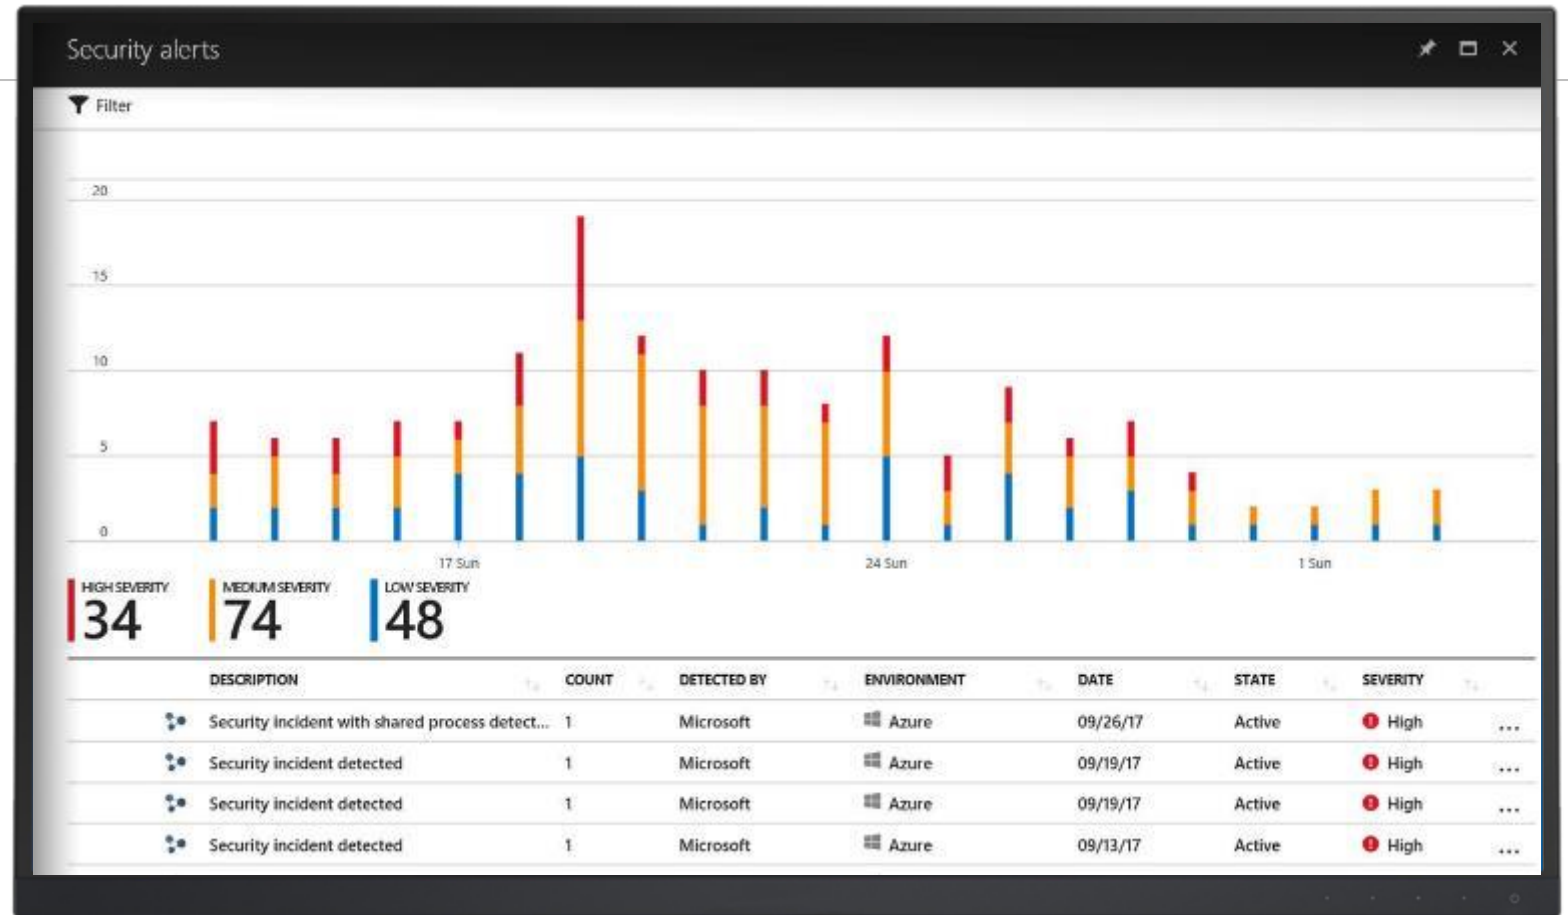 Security alerts
Filter
20
15
10
5
0
17 Sun 24 Sun 1 Sun
HIGH SEVERITY MEDIUM SEVERITY LOW SEVERITY
34 74 48
DESCRIPTION COUNT DETECTED BY ENVIRONMENT DATE STATE SEVERITY
Security incident with shared process detect... 1 Microsoft Azure 09/26/17 Active High ...
Security incident detected 1 Microsoft Azure 09/19/17 Active High ...
Security incident detected 1 Microsoft Azure 09/19/17 Active High ...
Security incident detected 1 Microsoft Azure 09/13/17 Active High ...